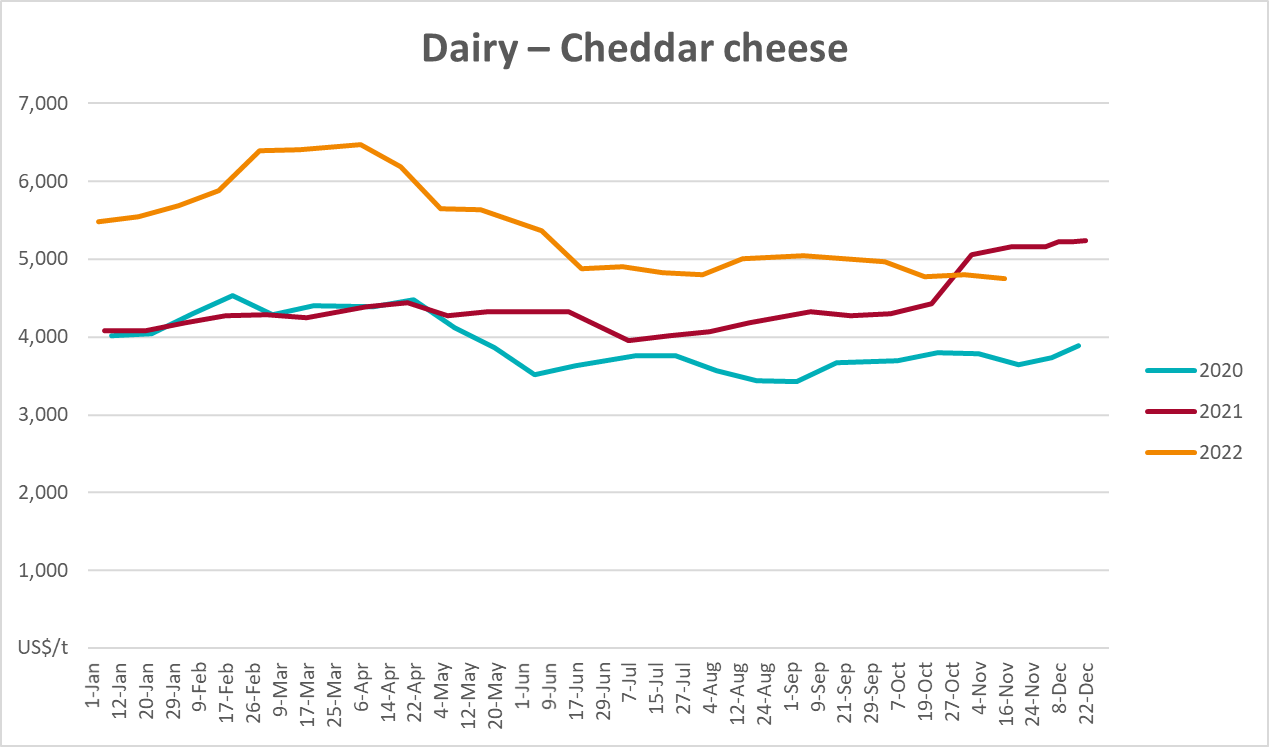 Dairy – Cheddar cheese
7,000
6,000
5,000
4,000
3,000
2,000
1,000
US$/t
1-Jan
12-Jan
20-Jan
29-Jan
9-Feb
17-Feb
26-Feb
9-Mar
17-Mar
25-Mar
6-Apr
14-Apr
22-Apr
4-May
12-May
20-May
1-Jun
9-Jun
17-Jun
29-Jun
7-Jul
15-Jul
27-Jul
4-Aug
12-Aug
24-Aug
1-Sep
9-Sep
21-Sep
29-Sep
7-Oct
19-Oct
27-Oct
4-Nov
16-Nov
24-Nov
8-Dec
22-Dec
2020
2021
2022